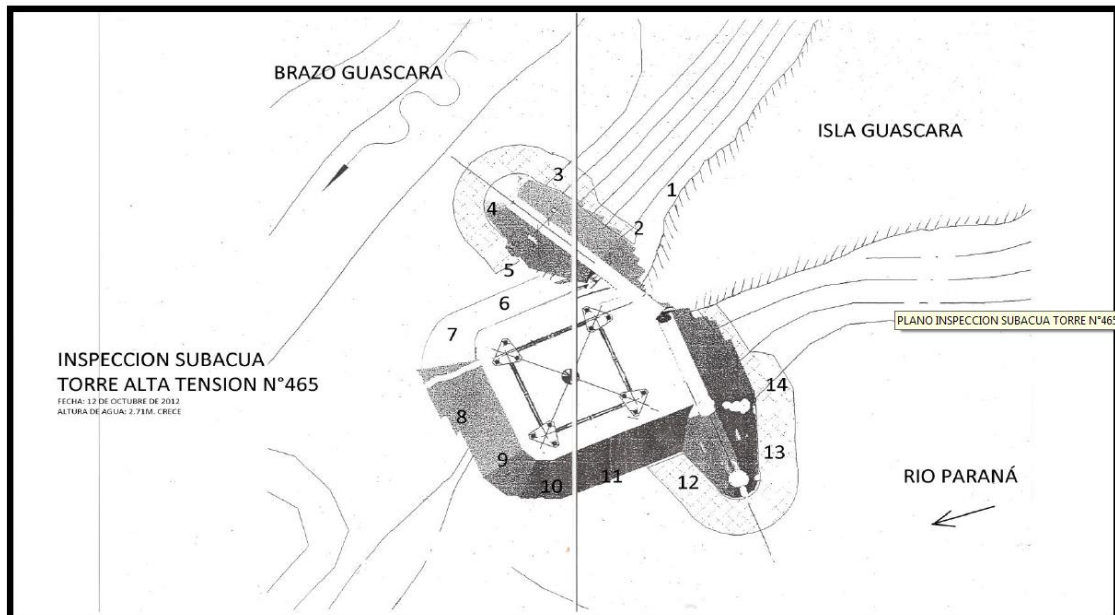 BRAZO GUASCARA
ISLA GUASCARA
3
1
4
2
5
6
7
PLANO INSPECCION SUBACUA TORRE N°465
INSPECCION SUBACUA
TORRE ALTA TENSION N°465
FECHA: 12 DE OCTUBRE DE 2012
ALTURA DE AGUA: 2.71M. CRECE
14
8
9
13
10
11
12
RIO PARANÁ